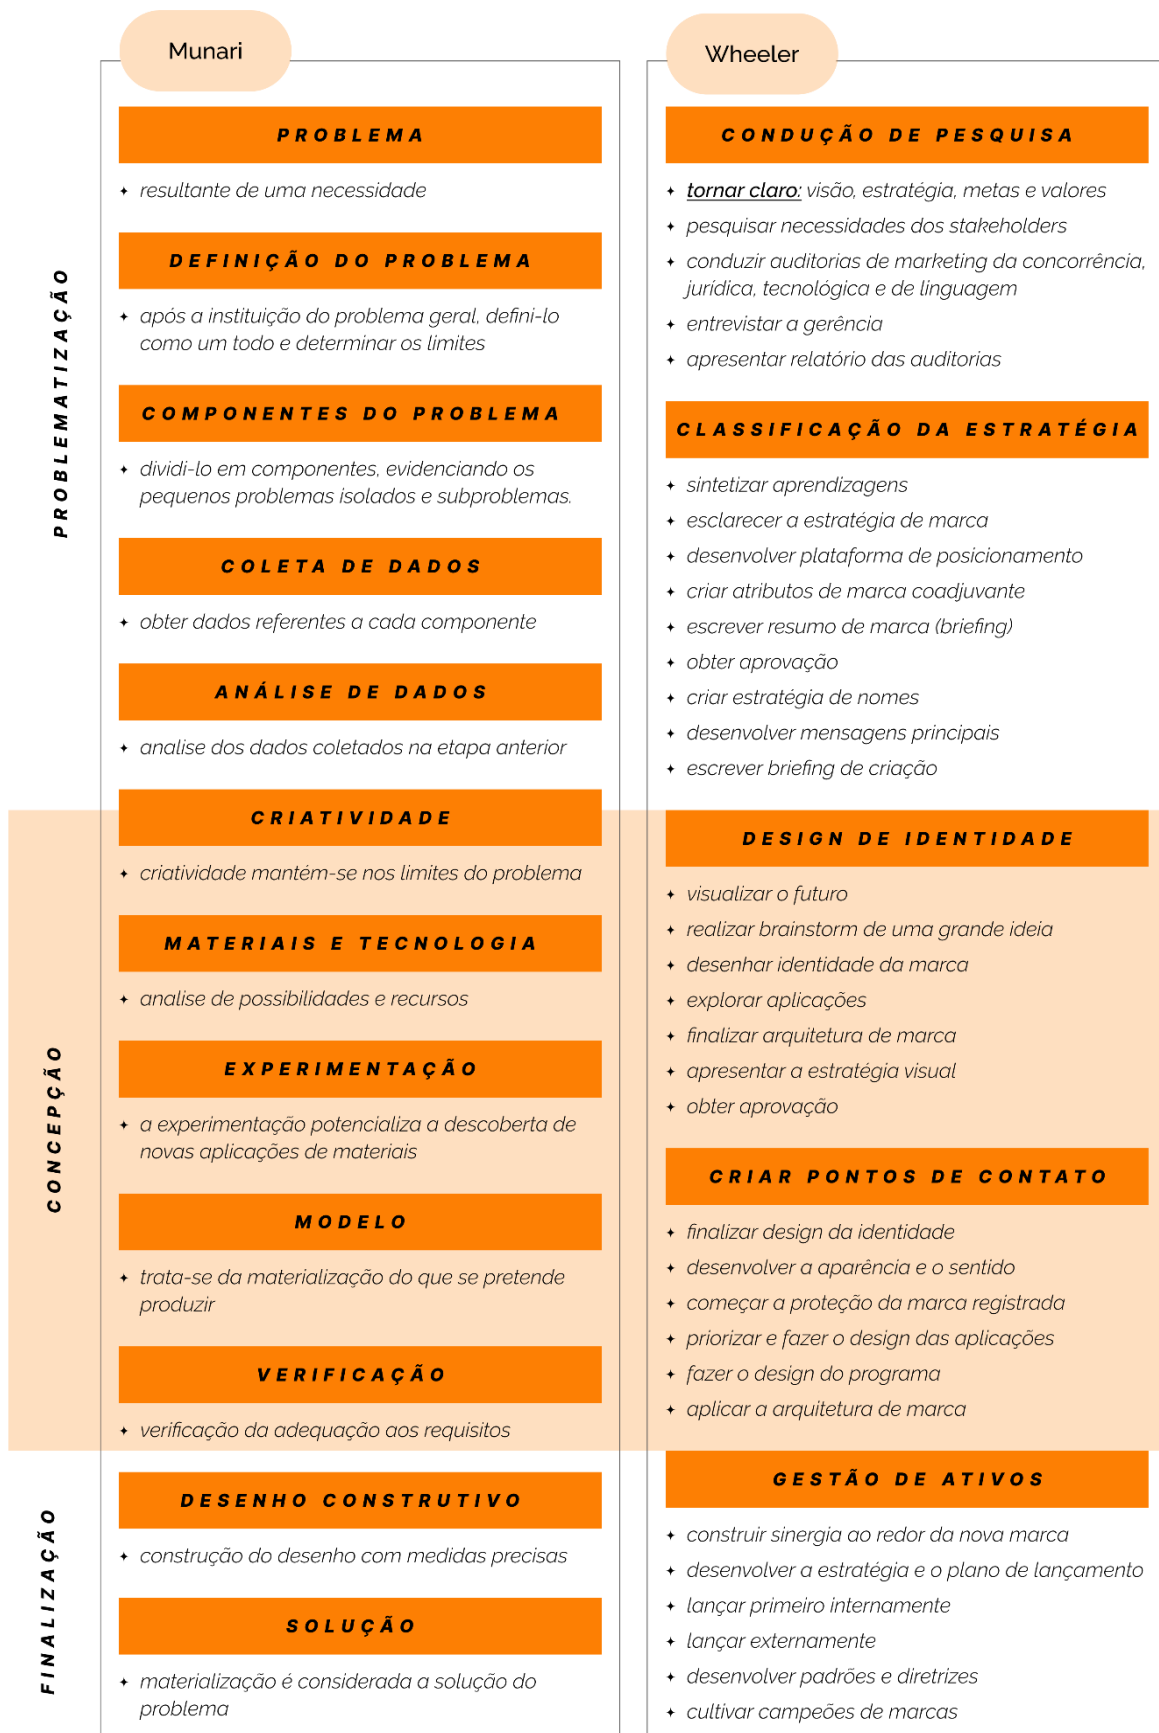 Munari
PROBLEMATIZAÇÃO
PROBLEMA
resultante de uma necessidade
DEFINIÇÃO DO PROBLEMA
após a instituição do problema geral, defini-lo
como um todo e determinar os limites
COMPONENTES DO PROBLEMA
dividi-lo em componentes, evidenciando os
pequenos problemas isolados e subproblemas.
COLETA DE DADOS
obter dados referentes a cada componente
ANÁLISE DE DADOS
analise dos dados coletados na etapa anterior
CONCEPÇÃO
CRIATIVIDADE
criatividade mantém-se nos limites do problema
MATERIAIS E TECNOLOGIA
analise de possibilidades e recursos
EXPERIMENTAÇÃO
a experimentação potencializa a descoberta de
novas aplicações de materiais
MODELO
trata-se da materialização do que se pretende
produzir
VERIFICAÇÃO
verificação da adequação aos requisitos
FINALIZAÇÃO
DESENHO CONSTRUTIVO
construção do desenho com medidas precisas
SOLUÇÃO
materialização é considerada a solução do
problema
Wheeler
CONDUÇÃO DE PESQUISA
tornar claro: visão, estratégia, metas e valores
pesquisar necessidades dos stakeholders
conduzir auditorias de marketing da concorrência,
jurídica, tecnológica e de linguagem
entrevistar a gerência
apresentar relatório das auditorias
CLASSIFICAÇÃO DA ESTRATÉGIA
sintetizar aprendizagens
esclarecer a estratégia de marca
desenvolver plataforma de posicionamento
criar atributos de marca coadjuvante
escrever resumo de marca (briefing)
obter aprovação
criar estratégia de nomes
desenvolver mensagens principais
escrever briefing de criação
DESIGN DE IDENTIDADE
visualizar o futuro
realizar brainstorm de uma grande ideia
desenhar identidade da marca
explorar aplicações
finalizar arquitetura de marca
apresentar a estratégia visual
obter aprovação
CRIAR PONTOS DE CONTATO
finalizar design da identidade
desenvolver a aparência e o sentido
começar a proteção da marca registrada
priorizar e fazer o design das aplicações
fazer o design do programa
aplicar a arquitetura de marca
GESTÃO DE ATIVOS
construir sinergia ao redor da nova marca
desenvolver a estratégia e o plano de lançamento
lançar primeiro internamente
lançar externamente
desenvolver padrões e diretrizes
cultivar campeões de marcas